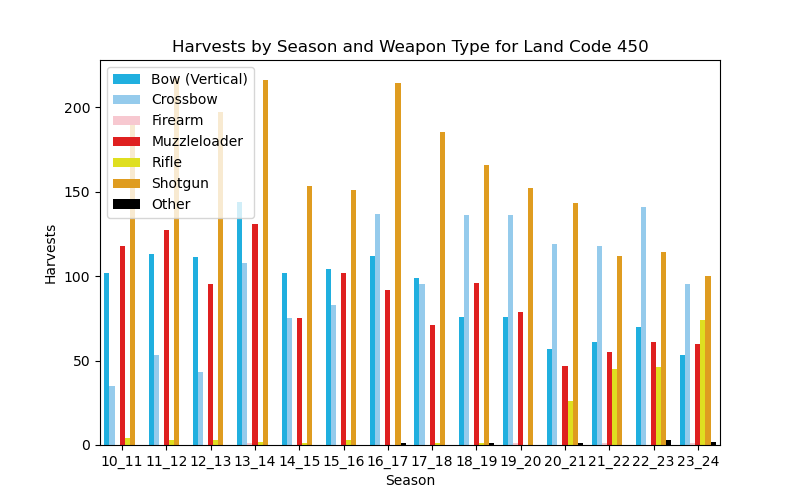 Harvests by Season and Weapon Type for Land Code 450
Bow (Vertical)
Crossbow
Firearm
Muzzleloader
Rifle
Shotgun
Other
200
150
100
50
0
Harvests
10_11 11_12 12_13 13_14 14_15 15_16 16_17 17_18 18_19 19_20 20_21 21_22 22_23 23_24
Season